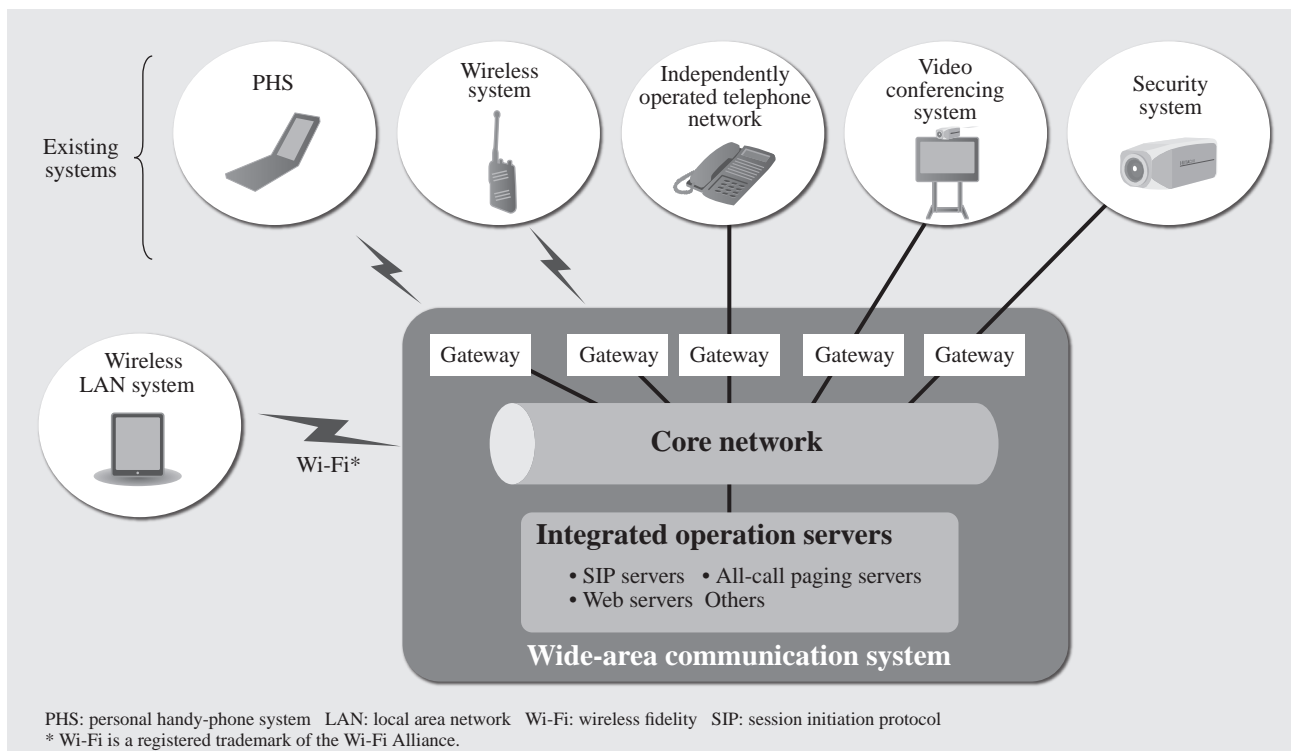 PHS
Wireless
system
Independently
operated telephone
network
Video
conferencing
system
Security
system
Existing
systems
Gateway
Gateway
Gateway
Gateway
Gateway
Wireless
LAN system
Wi-Fi*
Core network
Integrated operation servers
• SIP servers • All-call paging servers
• Web servers Others
Wide-area communication system
PHS: personal handy-phone system LAN: local area network Wi-Fi: wireless fidelity SIP: session initiation protocol
* Wi-Fi is a registered trademark of the Wi-Fi Alliance.